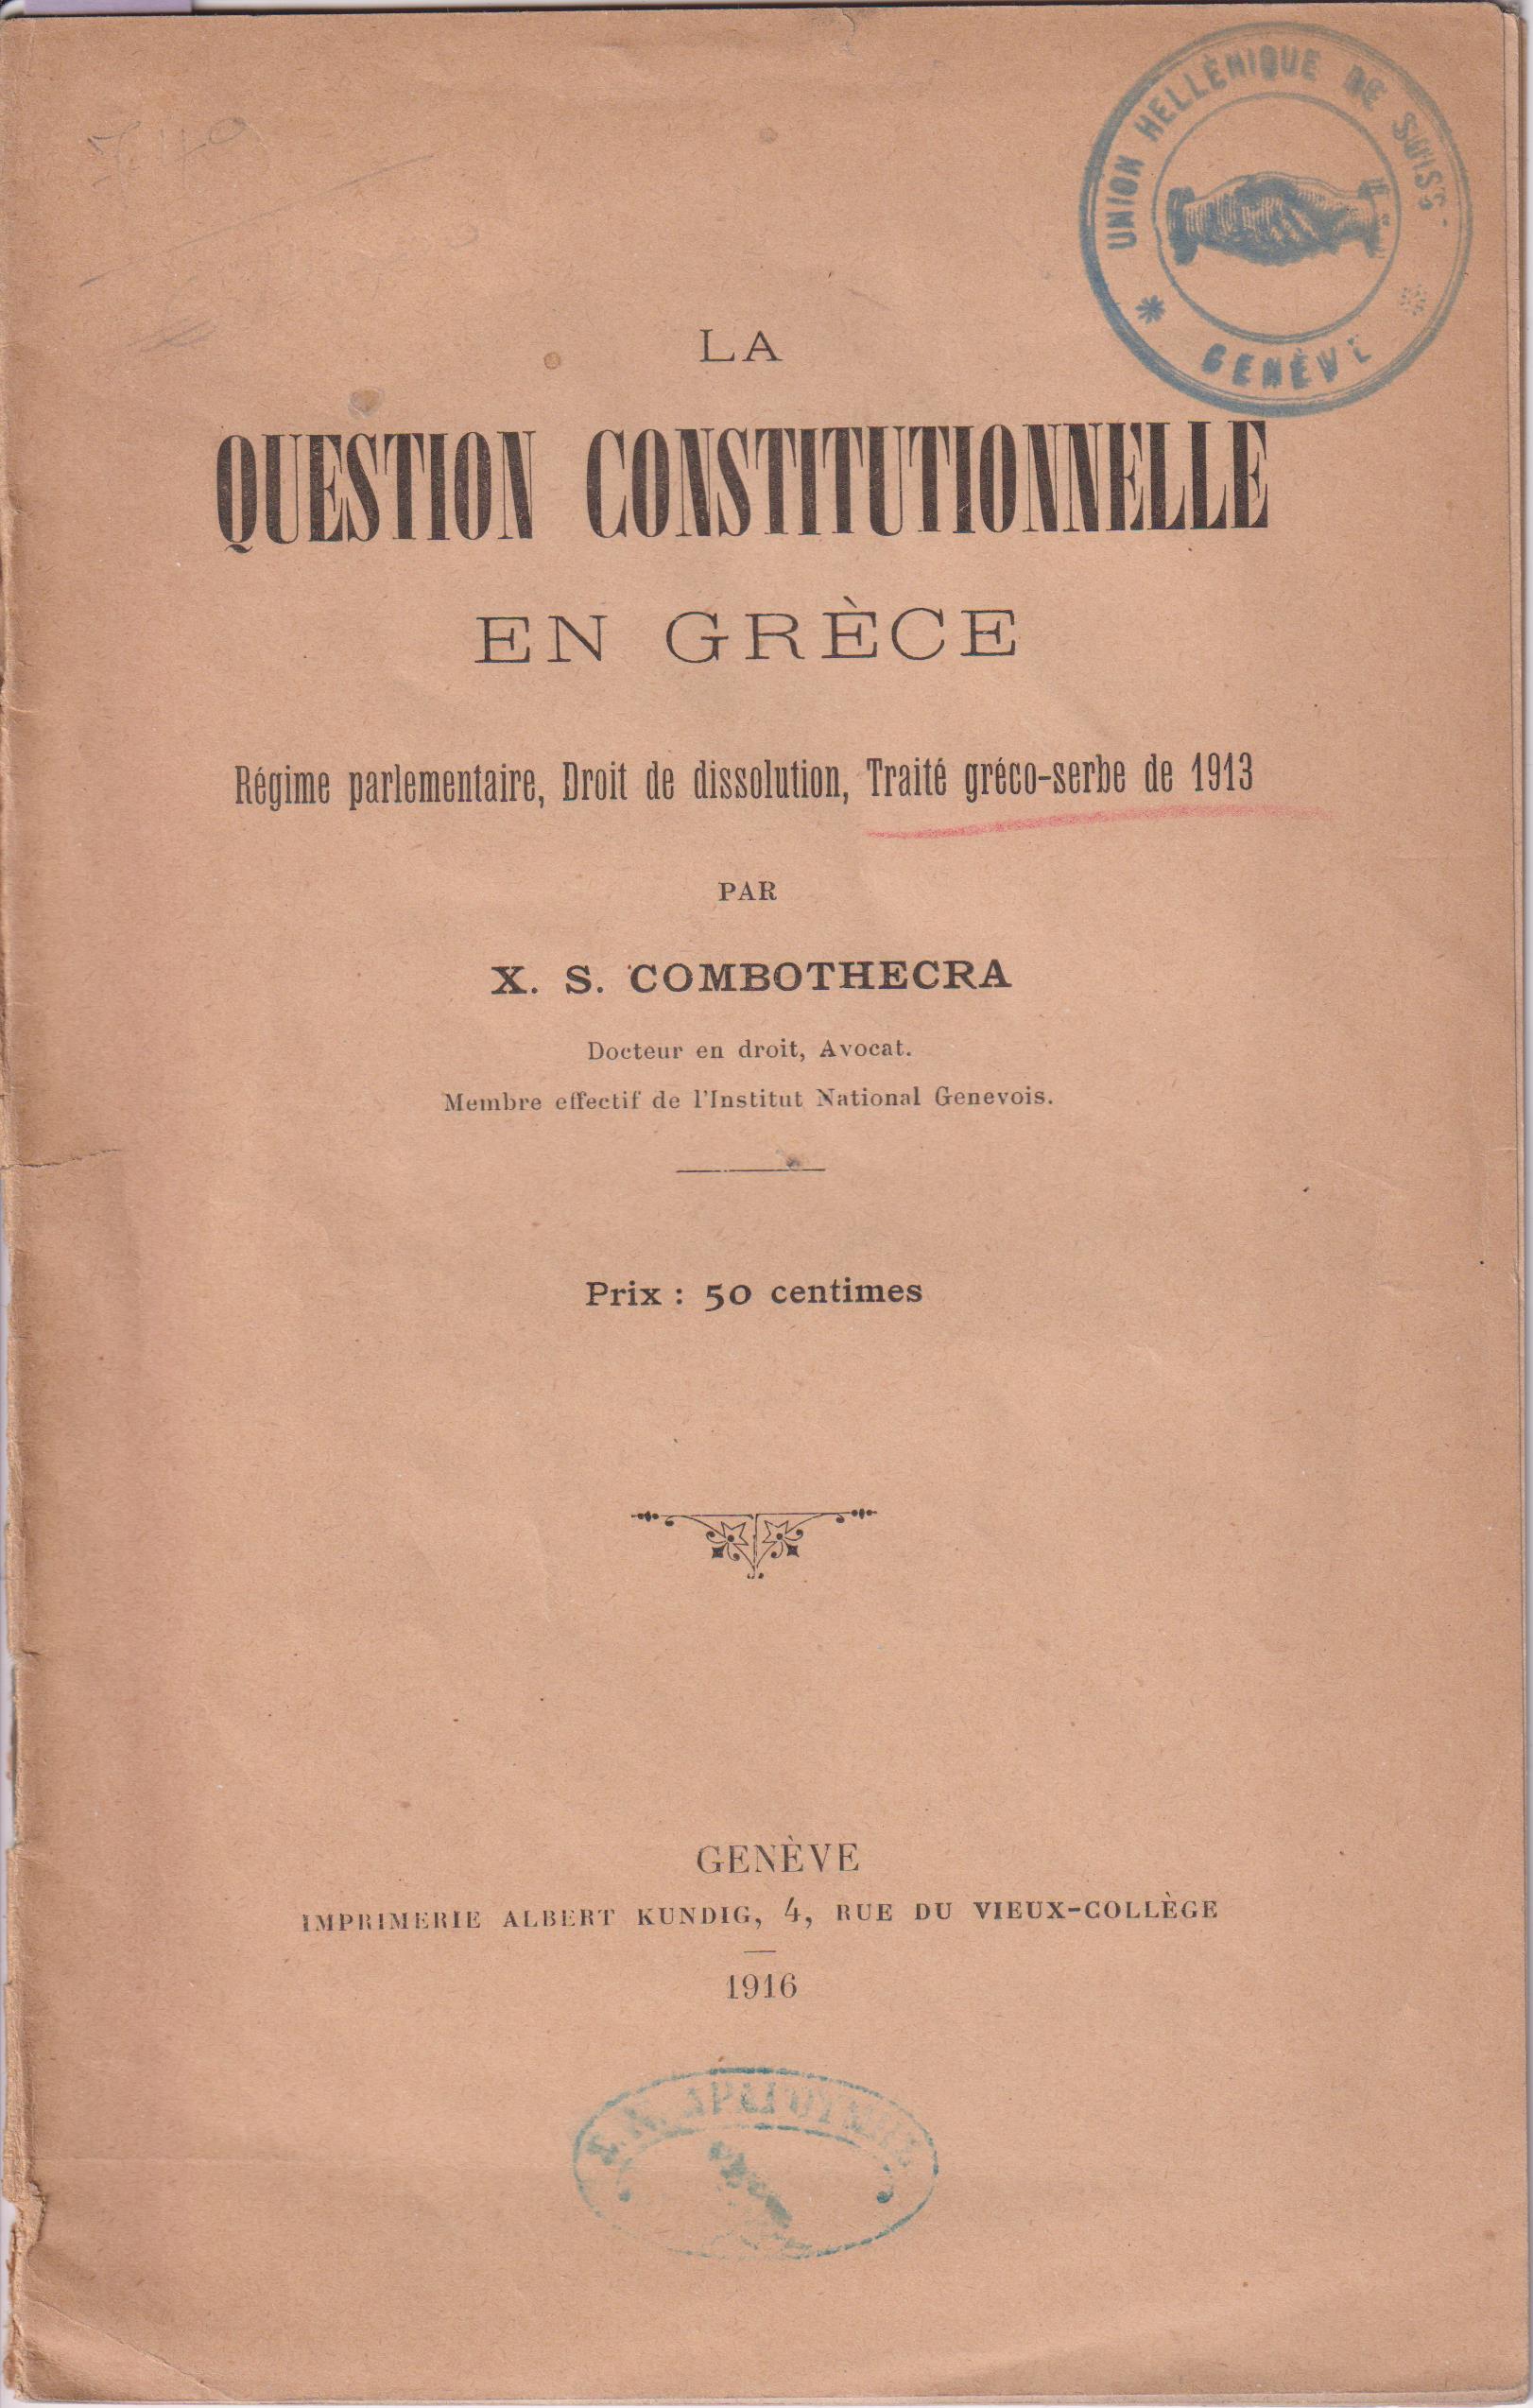 UNION HELLÈNIQUE DE SUISS
GENÈVE
LA
QUESTION CONSTITUTIONNELLE
EN GRÈCE
Régime parlementaire, Droit de dissolution, Traité gréco-serbe de 1913
PAR
X. S. COMBOTHECRA
Docteur en droit, Avocat.
Membre effectif de l'Institut National Genevois.
Prix : 50 centimes
GENÈVE
IMPRIMERIE ALBERT KUNDIG, 4, RUE DU VIEUX-COLLÈGE
1916